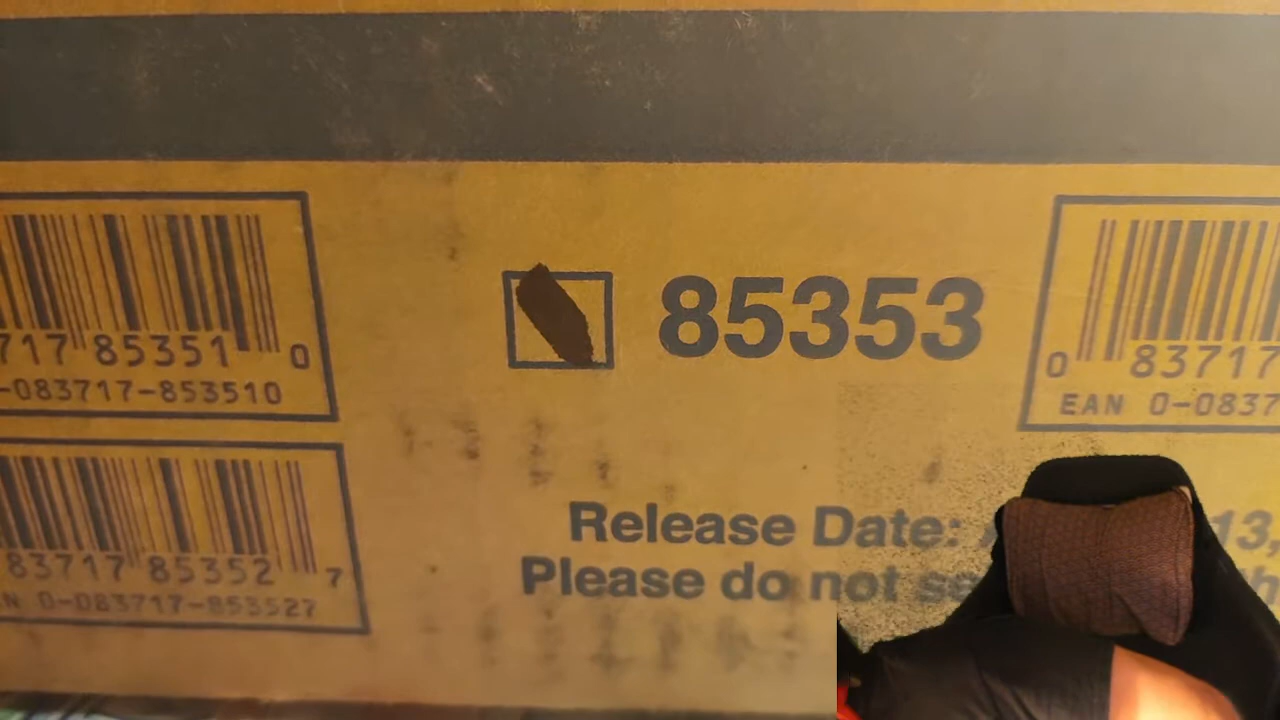 717 85351 0
-083717-853510
83717 85352 7
N 0-083717-853527
85353
0 83717
EAN 0-0837
Release Date: 13,
Please do not